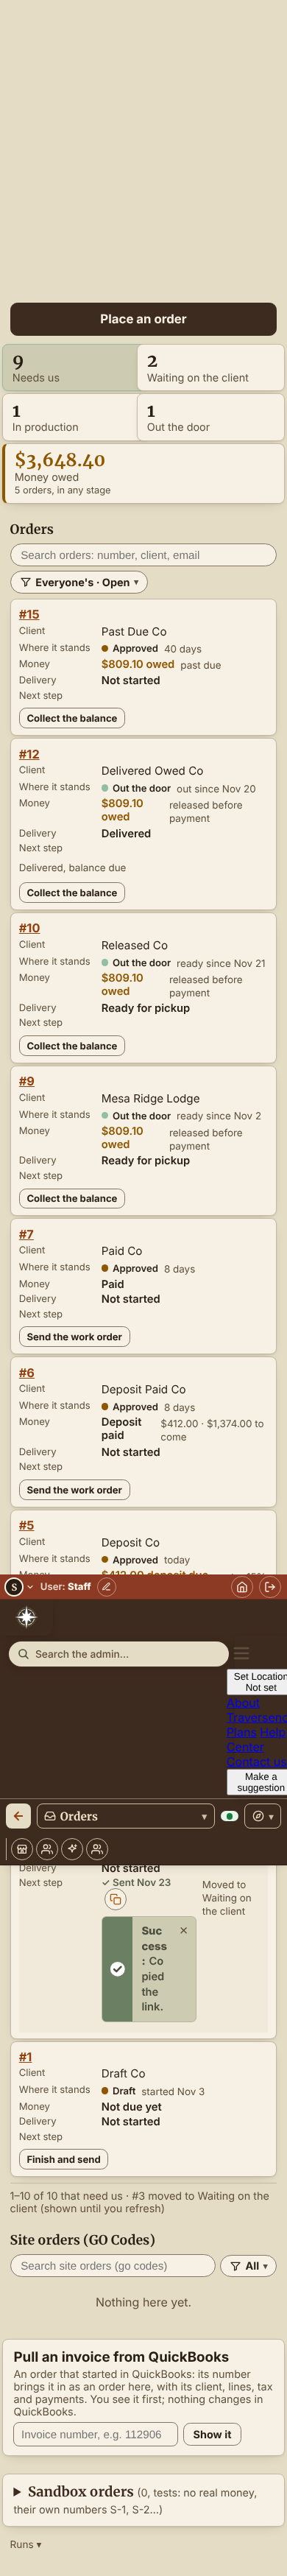 Place an order
9
Needs us
2
Waiting on the client
1
In production
1
Out the door
$3,648.40
Money owed
5 orders, in any stage
Orders
Search orders: number, client, email
Everyone's · Open ▾
#15
Client Past Due Co
Where it stands Approved 40 days
Money $809.10 owed past due
Delivery Not started
Next step
Collect the balance
#12
Client Delivered Owed Co
Where it stands Out the door out since Nov 20
Money $809.10 owed released before payment
Delivery Delivered
Next step
Delivered, balance due
Collect the balance
#10
Client Released Co
Where it stands Out the door ready since Nov 21
Money $809.10 owed released before payment
Delivery Ready for pickup
Next step
Collect the balance
#9
Client Mesa Ridge Lodge
Where it stands Out the door ready since Nov 2
Money $809.10 owed released before payment
Delivery Ready for pickup
Next step
Collect the balance
#7
Client Paid Co
Where it stands Approved 8 days
Money Paid
Delivery Not started
Next step
Send the work order
#6
Client Deposit Paid Co
Where it stands Approved 8 days
Money Deposit paid $412.00 · $1,374.00 to come
Delivery Not started
Next step
Send the work order
#5
Client Deposit Co
Where it stands Approved today
S
User: Staff
Search the admin...
Set Location
Not set
About
Plans Help
Center
Contact us
Make a
suggestion
Orders ▾
Delivery Not started
Next step ✓ Sent Nov 23
Moved to
Waiting on
the client
Suc
cess
: Co
pied
the
link.
✕
#1
Client Draft Co
Where it stands Draft started Nov 3
Money Not due yet
Delivery Not started
Next step
Finish and send
1–10 of 10 that need us · #3 moved to Waiting on the
client (shown until you refresh)
Site orders (GO Codes)
Search site orders (go codes)
All ▾
Nothing here yet.
Pull an invoice from QuickBooks
An order that started in QuickBooks: its number
brings it in as an order here, with its client, lines, tax
and payments. You see it first; nothing changes in
QuickBooks.
Invoice number, e.g. 112906
Show it
▶ Sandbox orders (0, tests: no real money,
their own numbers S-1, S-2...)
Runs ▾